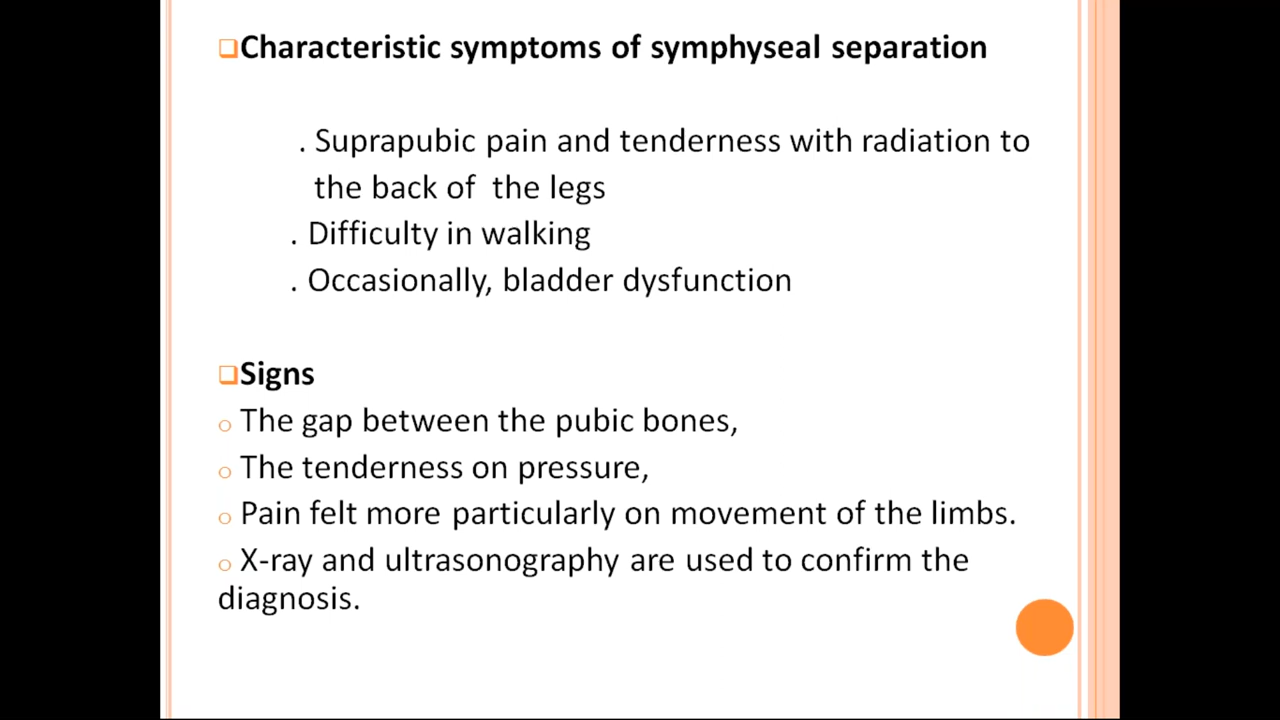 Characteristic symptoms of symphyseal separation
. Suprapubic pain and tenderness with radiation to
the back of the legs
. Difficulty in walking
. Occasionally, bladder dysfunction
Signs
The gap between the pubic bones,
The tenderness on pressure,
Pain felt more particularly on movement of the limbs.
X-ray and ultrasonography are used to confirm the
diagnosis.